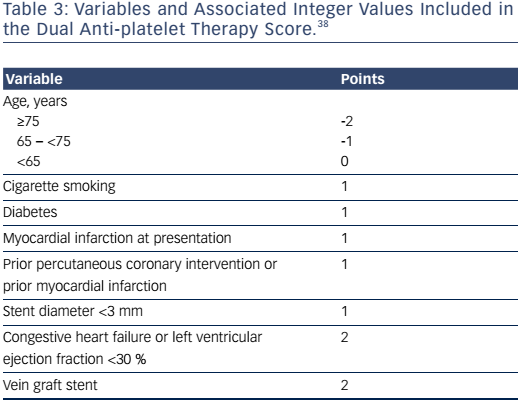 Table 3: Variables and Associated Integer Values Included in
the Dual Anti-platelet Therapy Score.38
Variable Points
Age, years
≥75 -2
65 – <75 -1
<65 0
Cigarette smoking 1
Diabetes 1
Myocardial infarction at presentation 1
Prior percutaneous coronary intervention or 1
prior myocardial infarction
Stent diameter <3 mm 1
Congestive heart failure or left ventricular 2
ejection fraction <30 %
Vein graft stent 2